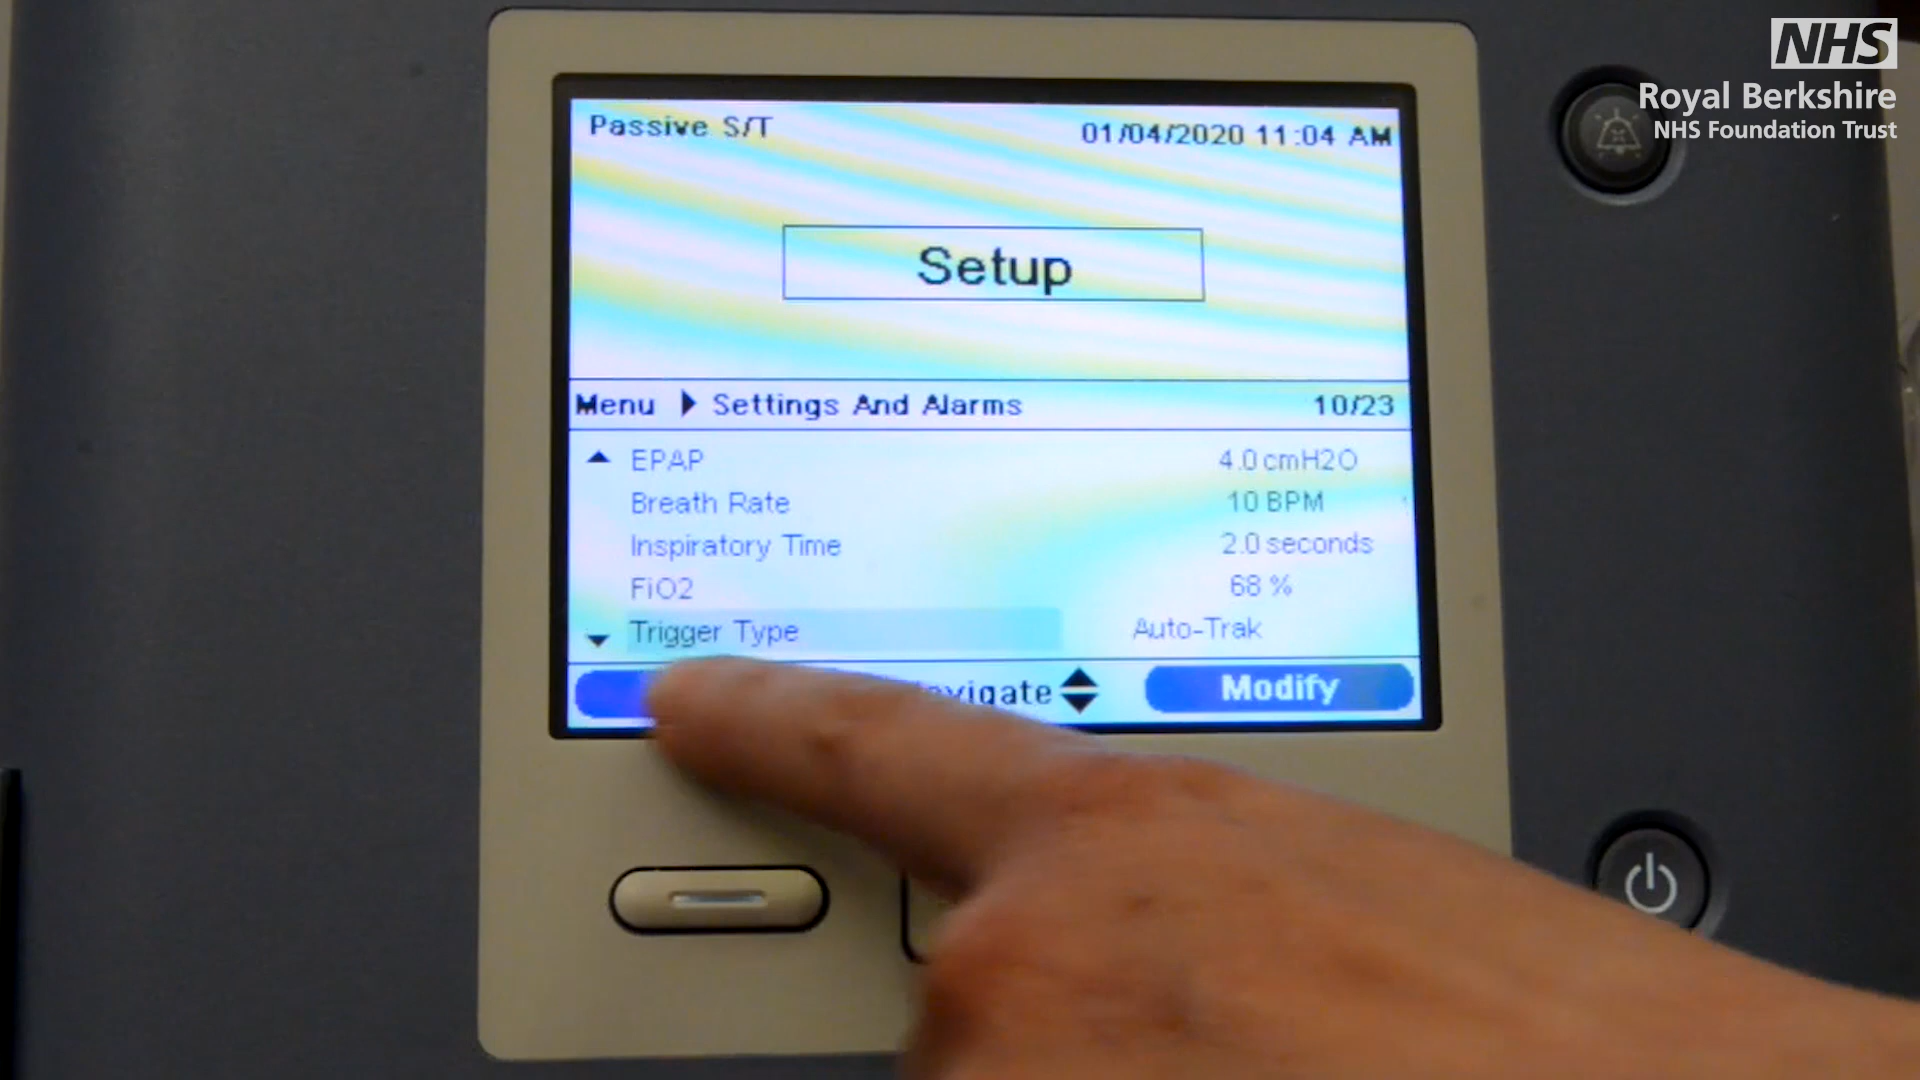 NHS
Royal Berkshire
NHS Foundation Trust
Passive S/T 01/04/2020 11:04 AM
Setup
Menu Settings And Alarms 10/23
EPAP 4.0 cmH2O
Breath Rate 10 BPM
Inspiratory Time 2.0 seconds
FiO2 68 %
Trigger Type Auto-Trak
Modify